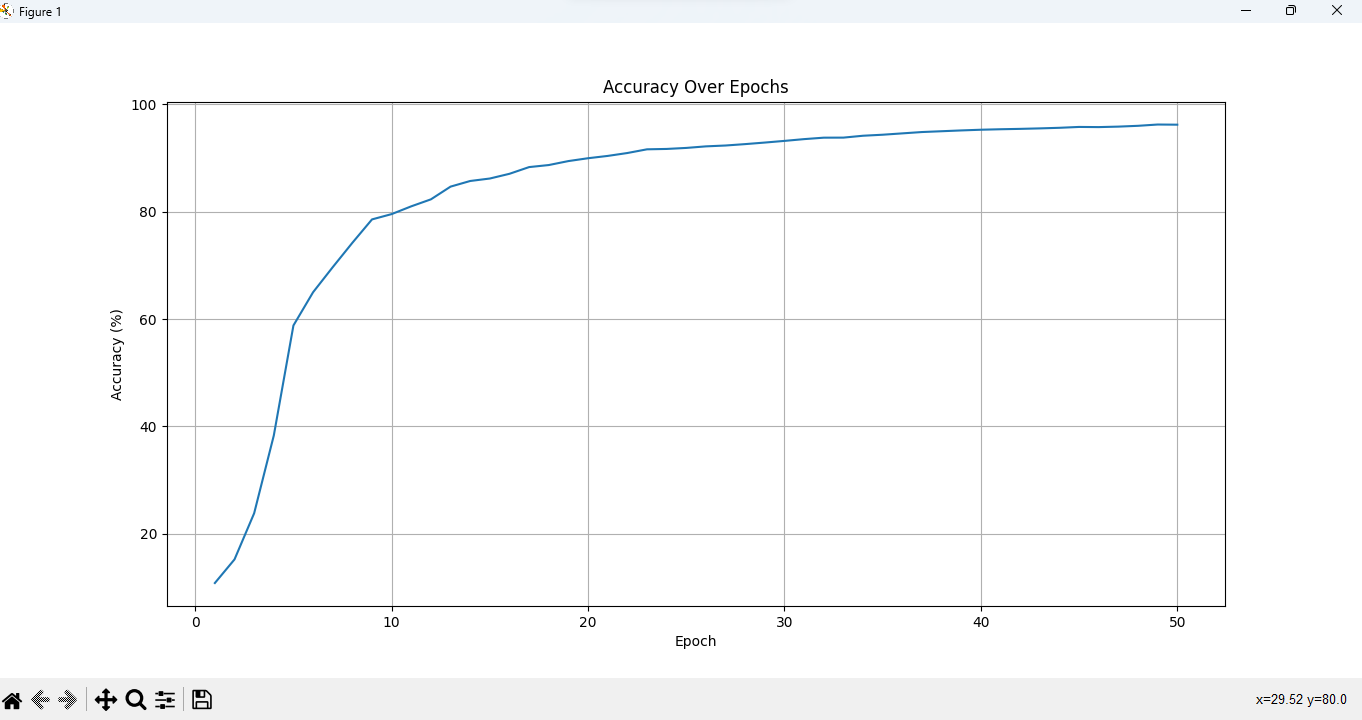 Figure 1
Accuracy Over Epochs
100
80
60
40
20
Accuracy (%)
0 10 20 30 40 50
Epoch
x=29.52 y=80.0